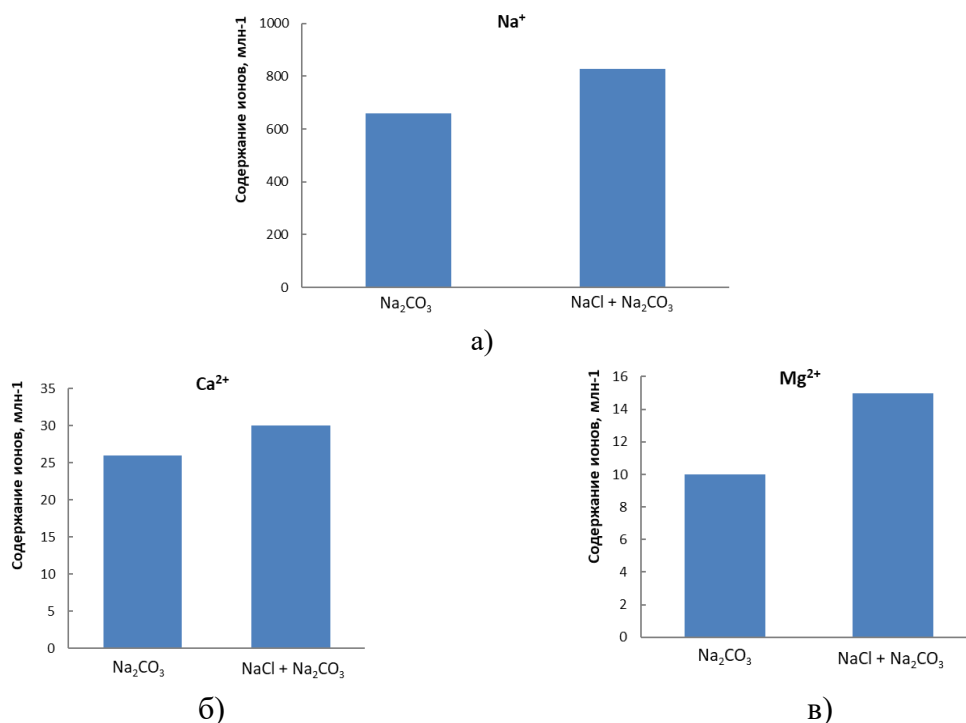 Na⁺
Содержание ионов, млн-1
1000
800
600
400
200
0
Na₂CO₃
NaCl + Na₂CO₃
а)
Ca²⁺
Содержание ионов, млн-1
35
30
25
20
15
10
5
0
Na₂CO₃
NaCl + Na₂CO₃
б)
Mg²⁺
Содержание ионов, млн-1
16
14
12
10
8
6
4
2
0
Na₂CO₃
NaCl + Na₂CO₃
в)